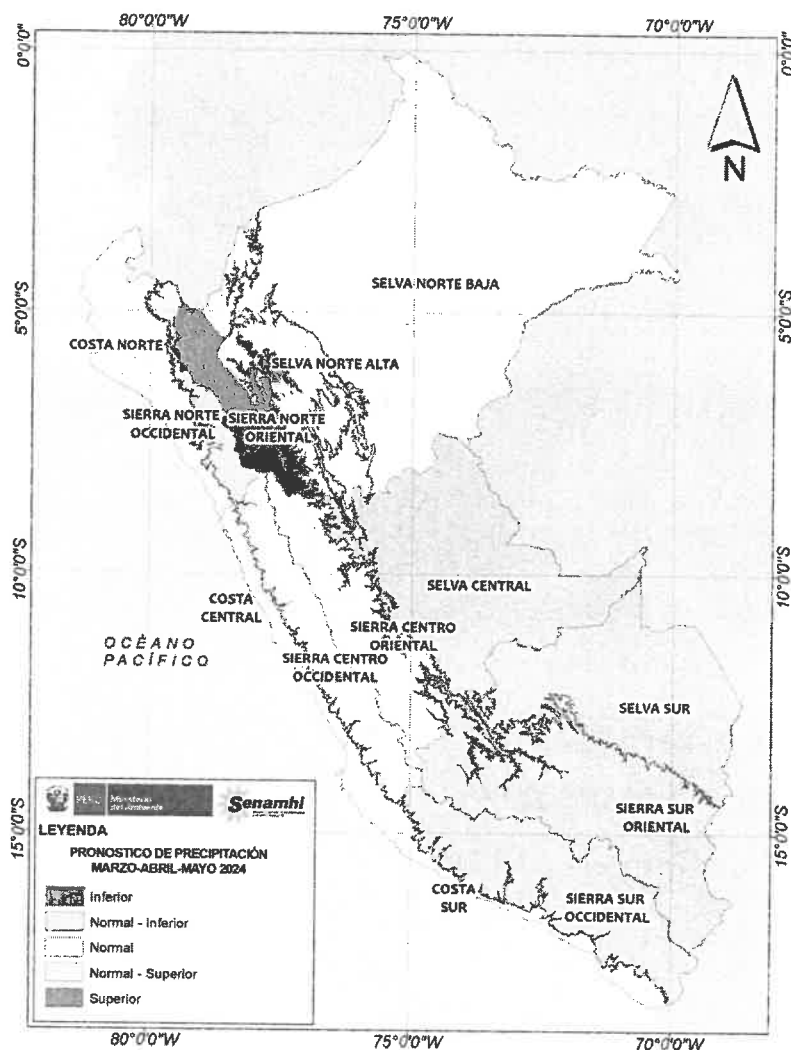 80°0'0"W 75°0'0"W 70°0'0"W
0°0'0" 0°0'0"
N
SELVA NORTE BAJA
5°0'0"S 5°0'0"S
COSTA NORTE
SELVA NORTE ALTA
SIERRA NORTE
OCCIDENTAL
SIERRA NORTE
ORIENTAL
10°0'0"S 10°0'0"S
SELVA CENTRAL
COSTA
CENTRAL
SIERRA CENTRO
ORIENTAL
OCÉANO
PACÍFICO
SIERRA CENTRO
OCCIDENTAL
SELVA SUR
SIERRA SUR
ORIENTAL
15°0'0"S 15°0'0"S
COSTA
SUR
SIERRA SUR
OCCIDENTAL
PERÚ Ministerio
del Ambiente
Senamhi
LEYENDA
PRONOSTICO DE PRECIPITACIÓN
MARZO-ABRIL-MAYO 2024
Inferior
Normal - Inferior
Normal
Normal - Superior
Superior
80°0'0"W 75°0'0"W 70°0'0"W